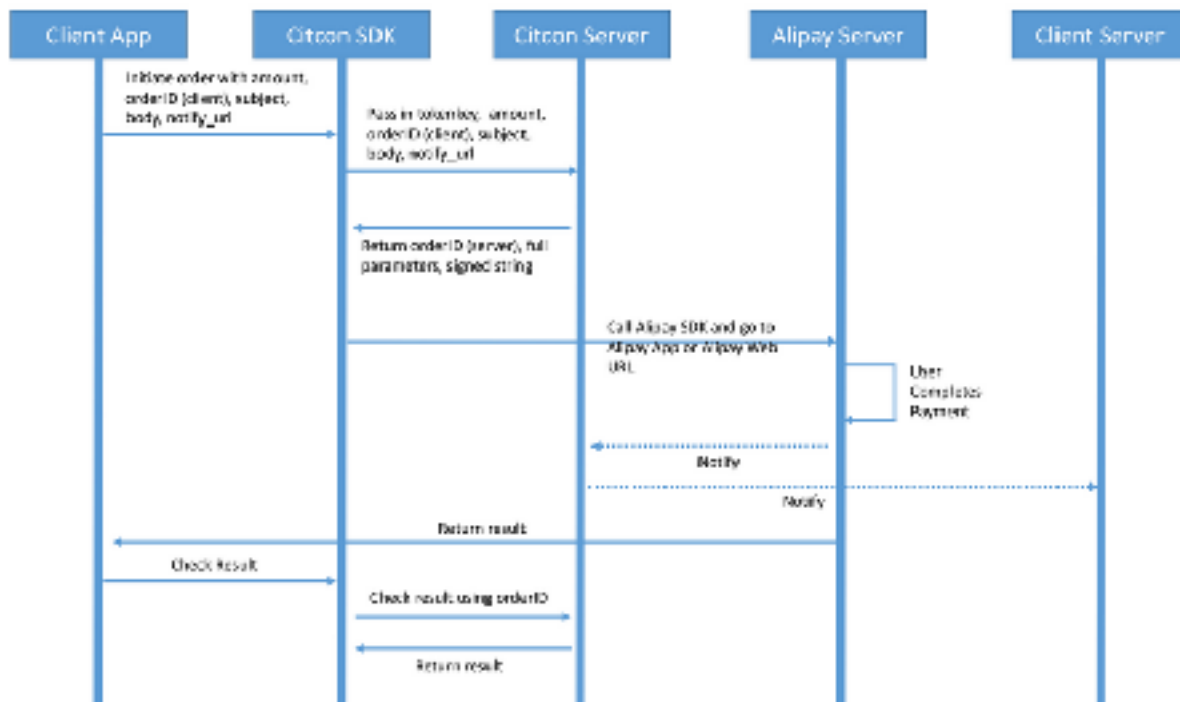 Client App
Citcon SDK
Citcon Server
Alipay Server
Client Server
Initiate order with amount,
orderID (client), subject,
body, notify_url
Pass in tokenkey, amount,
orderID (client), subject,
body, notify_url
Return orderID (server), full
parameters, signed string
Call Alipay SDK and go to
Alipay App or Alipay Web
URL
User
Completes
Payment
Notify
Notify
Return result
Check Result
Check result using orderID
Return result